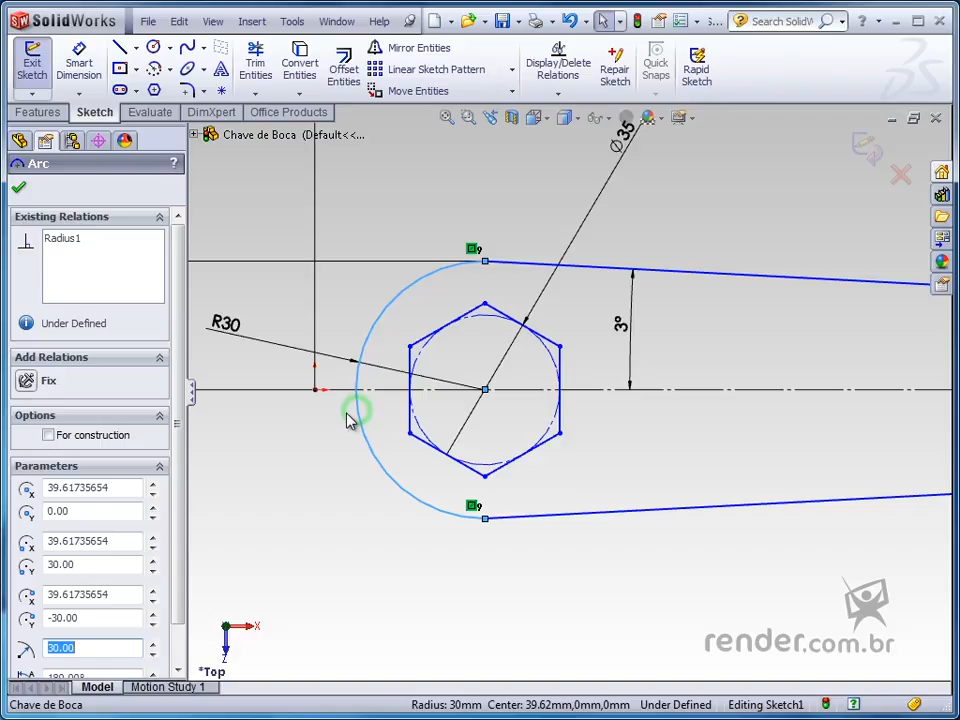 SolidWorks
File Edit View Insert Tools Window Help
S...
Search SolidW
Exit Sketch
Smart Dimension
Trim Entities
Convert Entities
Offset Entities
Mirror Entities
Linear Sketch Pattern
Move Entities
Display/Delete Relations
Repair Sketch
Quick Snaps
Rapid Sketch
Features Sketch Evaluate DimXpert Office Products
Chave de Boca (Default<<...
Arc
?
Existing Relations
Radius1
Under Defined
Add Relations
Fix
Options
For construction
Parameters
39.61735654
0.00
39.61735654
30.00
39.61735654
-30.00
30.00
R30
Ø35
3°
9
9
X
Z
*Top
render.com.br
Model Motion Study 1
Chave de Boca Radius: 30mm Center: 39.62mm,0mm,0mm Under Defined Editing Sketch1